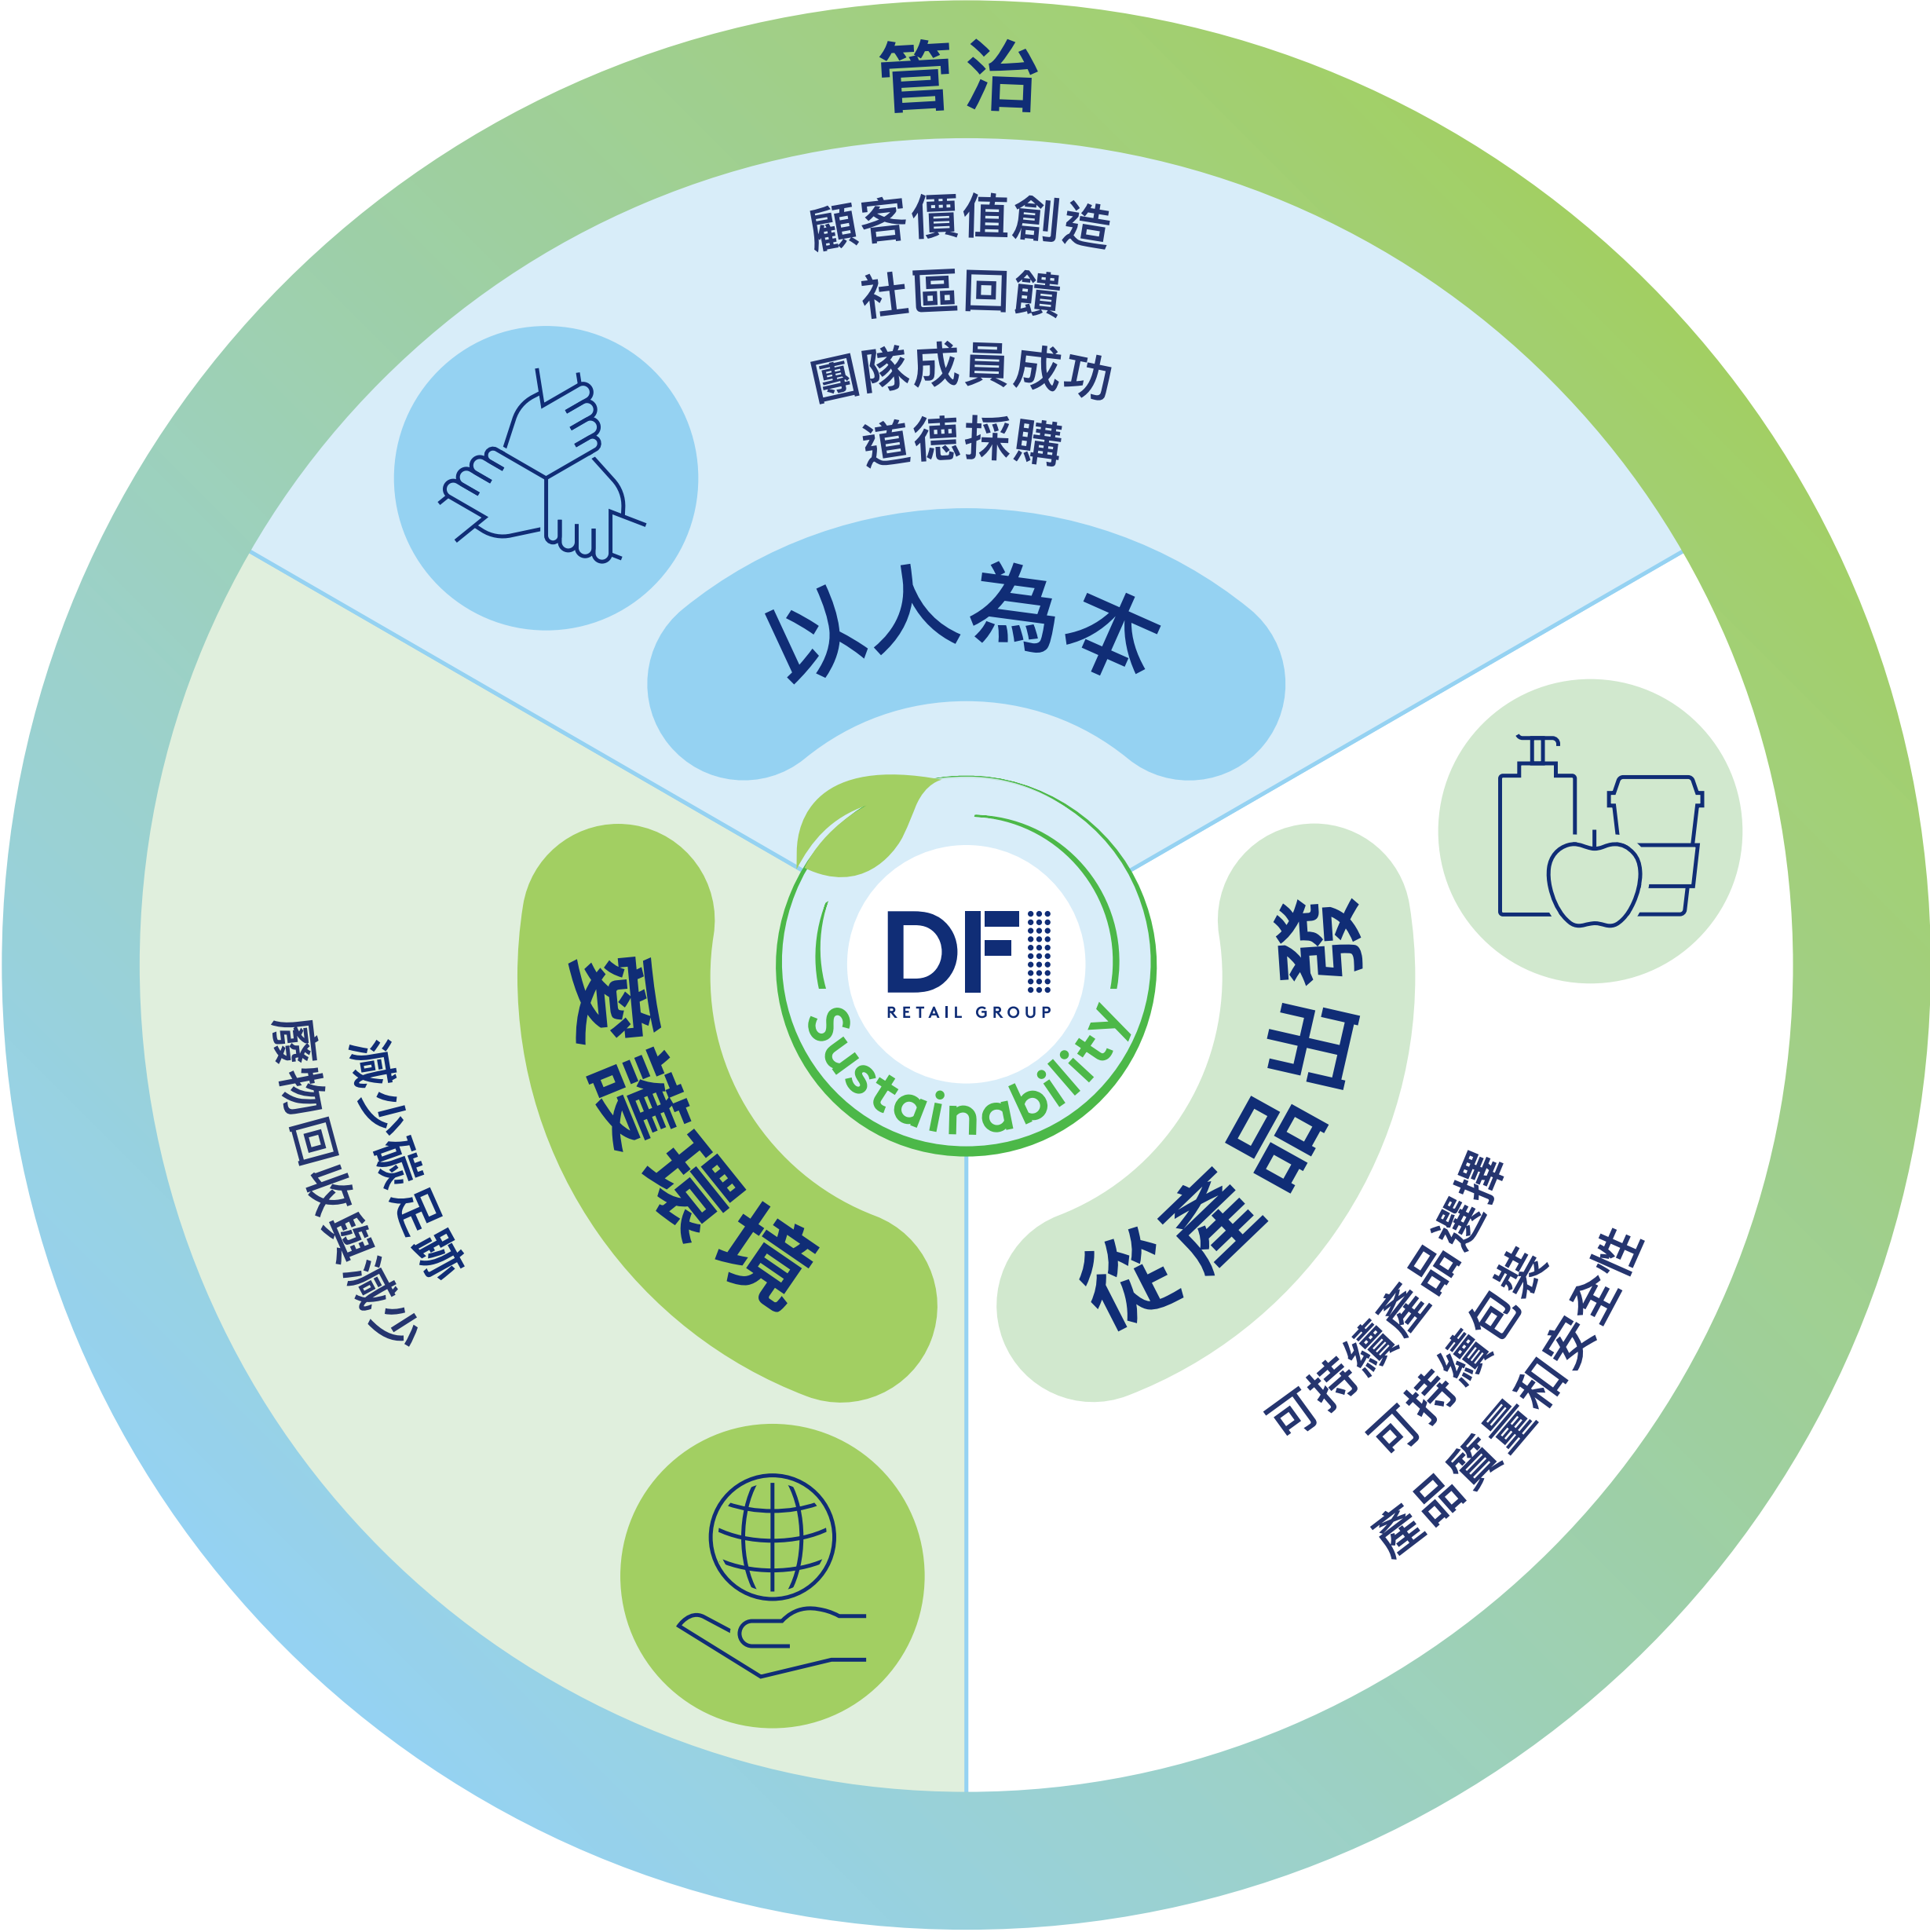 管治
顧客價值創造
社區回饋
團隊成員成功
道德採購
以人為本
愛護環境
減少碳足跡
廢物回收和減少
從產品出發
可持續產品選擇
可持續包裝
產品質量和安全性
DFI
RETAIL GROUP
Sustainability